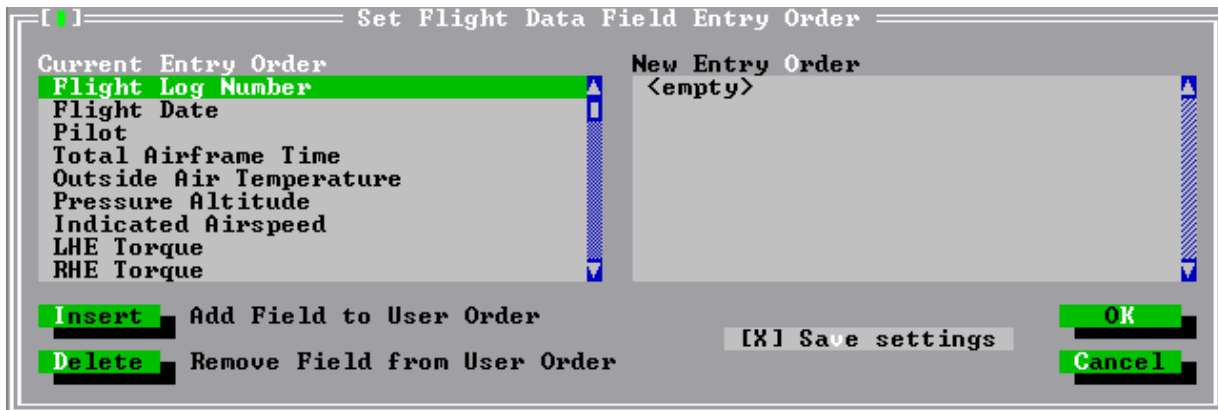 [ ] Set Flight Data Field Entry Order
Current Entry Order
Flight Log Number
Flight Date
Pilot
Total Airframe Time
Outside Air Temperature
Pressure Altitude
Indicated Airspeed
LHE Torque
RHE Torque
New Entry Order
<empty>
Insert Add Field to User Order
Delete Remove Field from User Order
[X] Save settings
OK
Cancel